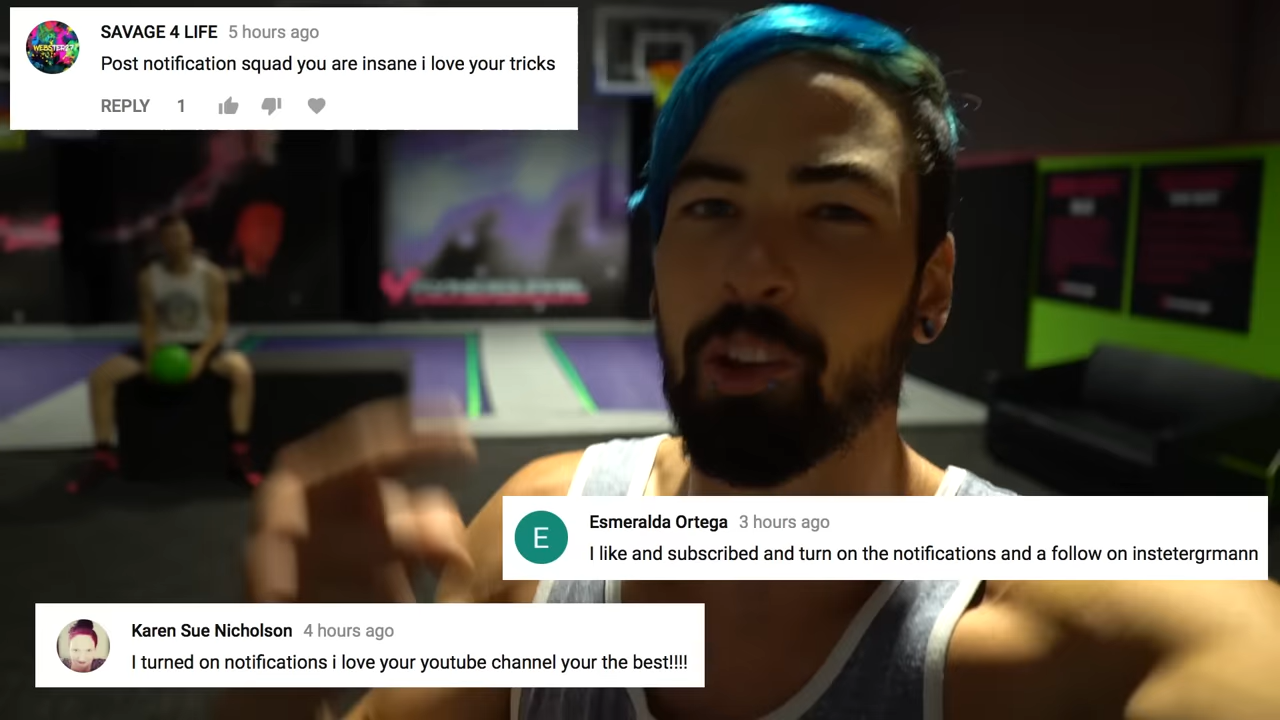 SAVAGE 4 LIFE 5 hours ago
Post notification squad you are insane i love your tricks
REPLY 1
E
Esmeralda Ortega 3 hours ago
I like and subscribed and turn on the notifications and a follow on instetergrmann
Karen Sue Nicholson 4 hours ago
I turned on notifications i love your youtube channel your the best!!!!